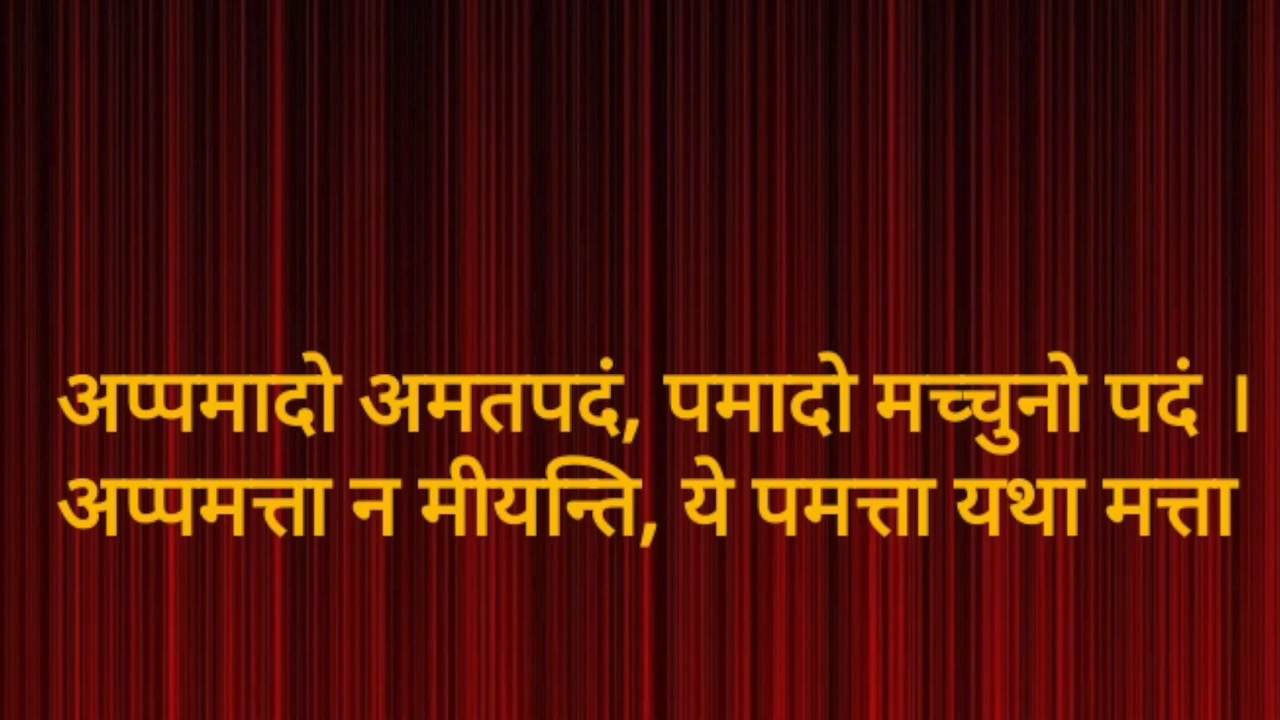 अप्पमादो अमतपदं, पमादो मच्चुनो पदं ।
अप्पमत्ता न मीयन्ति, ये पमत्ता यथा मत्ता